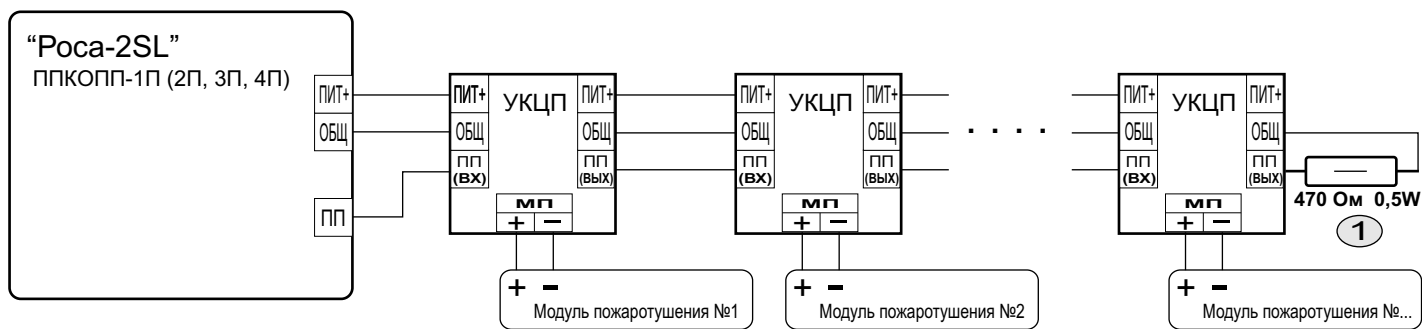 “Роса-2SL”
ППКОПП-1П (2П, 3П, 4П)
ПИТ+
ОБЩ
ПП
ПИТ+
ОБЩ
ПП
(ВХ)
УКЦП
ПИТ+
ОБЩ
ПП
(ВЫХ)
МП
+ −
+ −
Модуль пожаротушения №1
ПИТ+
ОБЩ
ПП
(ВХ)
УКЦП
ПИТ+
ОБЩ
ПП
(ВЫХ)
МП
+ −
+ −
Модуль пожаротушения №2
. . . .
ПИТ+
ОБЩ
ПП
(ВХ)
УКЦП
ПИТ+
ОБЩ
ПП
(ВЫХ)
МП
+ −
+ −
Модуль пожаротушения №...
470 Ом 0,5W
1